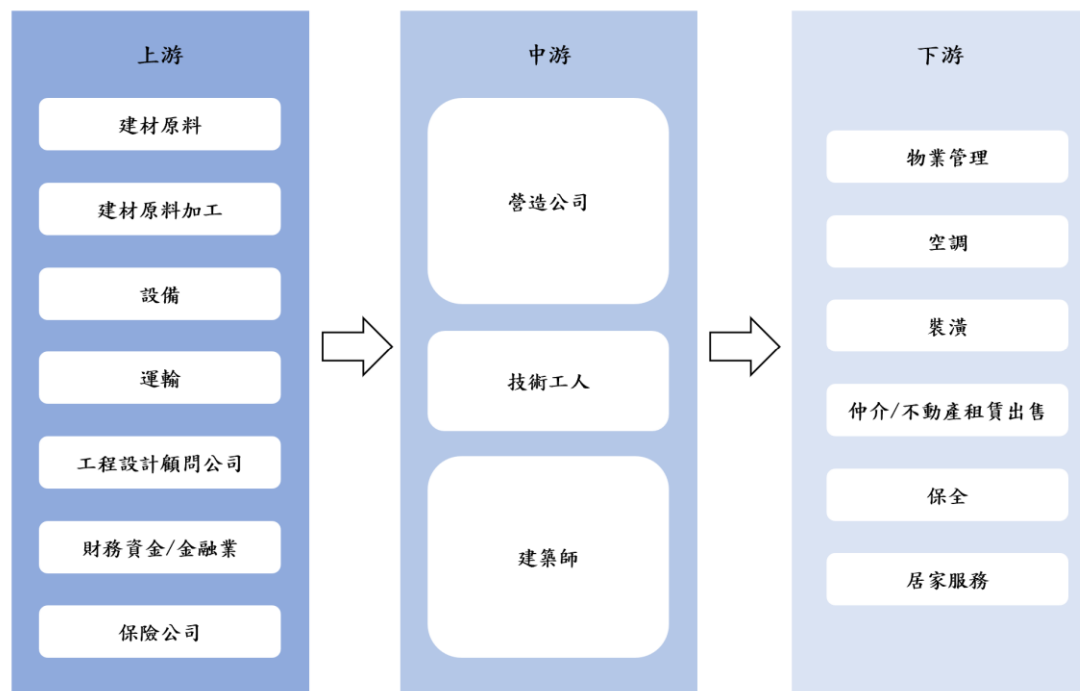 上游
建材原料
建材原料加工
設備
運輸
工程設計顧問公司
財務資金/金融業
保險公司
中游
營造公司
技術工人
建築師
下游
物業管理
空調
裝潢
仲介/不動產租賃出售
保全
居家服務